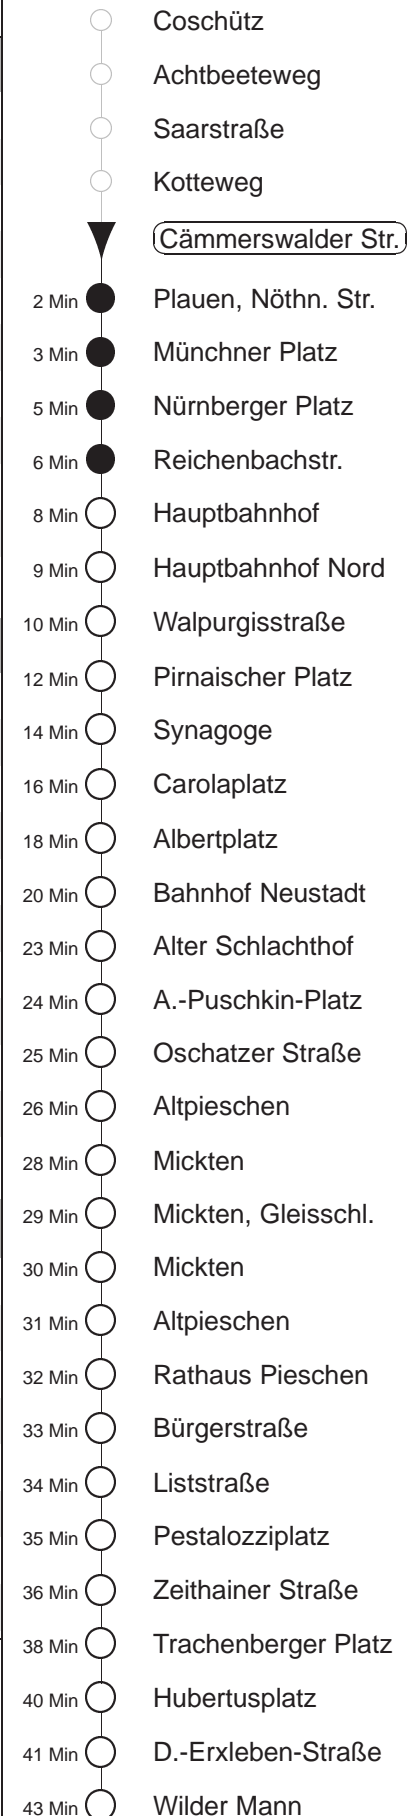 Coschütz
Achtbeeteweg
Saarstraße
Kotteweg
Cämmerswalder Str.
2 Min Plauen, Nöthn. Str.
3 Min Münchner Platz
5 Min Nürnberger Platz
6 Min Reichenbachstr.
8 Min Hauptbahnhof
9 Min Hauptbahnhof Nord
10 Min Walpurgisstraße
12 Min Pirnaischer Platz
14 Min Synagoge
16 Min Carolaplatz
18 Min Albertplatz
20 Min Bahnhof Neustadt
23 Min Alter Schlachthof
24 Min A.-Puschkin-Platz
25 Min Oschatzer Straße
26 Min Altpieschen
28 Min Mickten
29 Min Mickten, Gleisschl.
30 Min Mickten
31 Min Altpieschen
32 Min Rathaus Pieschen
33 Min Bürgerstraße
34 Min Liststraße
35 Min Pestalozziplatz
36 Min Zeithainer Straße
38 Min Trachenberger Platz
40 Min Hubertusplatz
41 Min D.-Erxleben-Straße
43 Min Wilder Mann